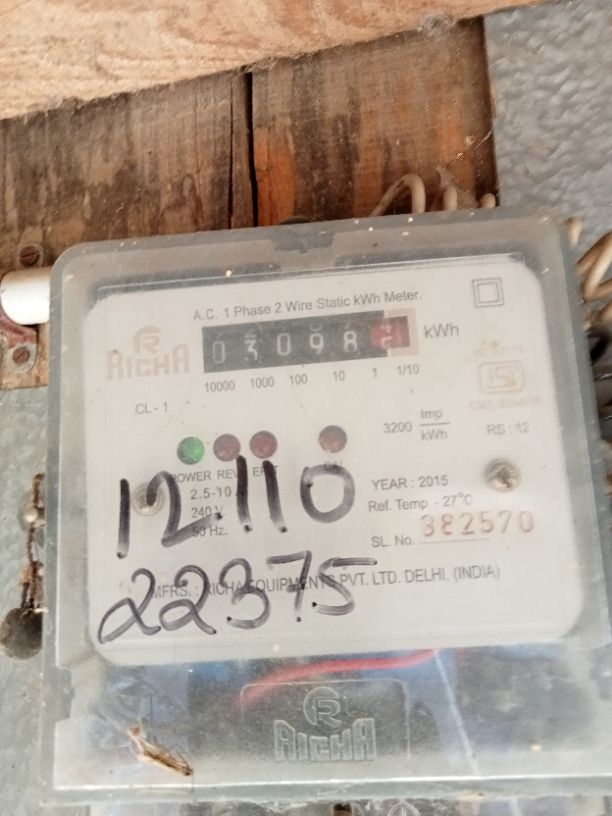 A.C. 1 Phase 2 Wire Static kWh Meter.
RICHA
03098
kWh
10000 1000 100 10 1 1/10
CL - 1
3200 Imp/kWh
RS : 12
POWER REV
2.5-10
240 V.
50 Hz.
YEAR : 2015
Ref. Temp. - 27°C
SL. No. 382570
12.110
MFRS. : RICHA EQUIPMENTS PVT. LTD. DELHI, (INDIA)
22375
RICHA